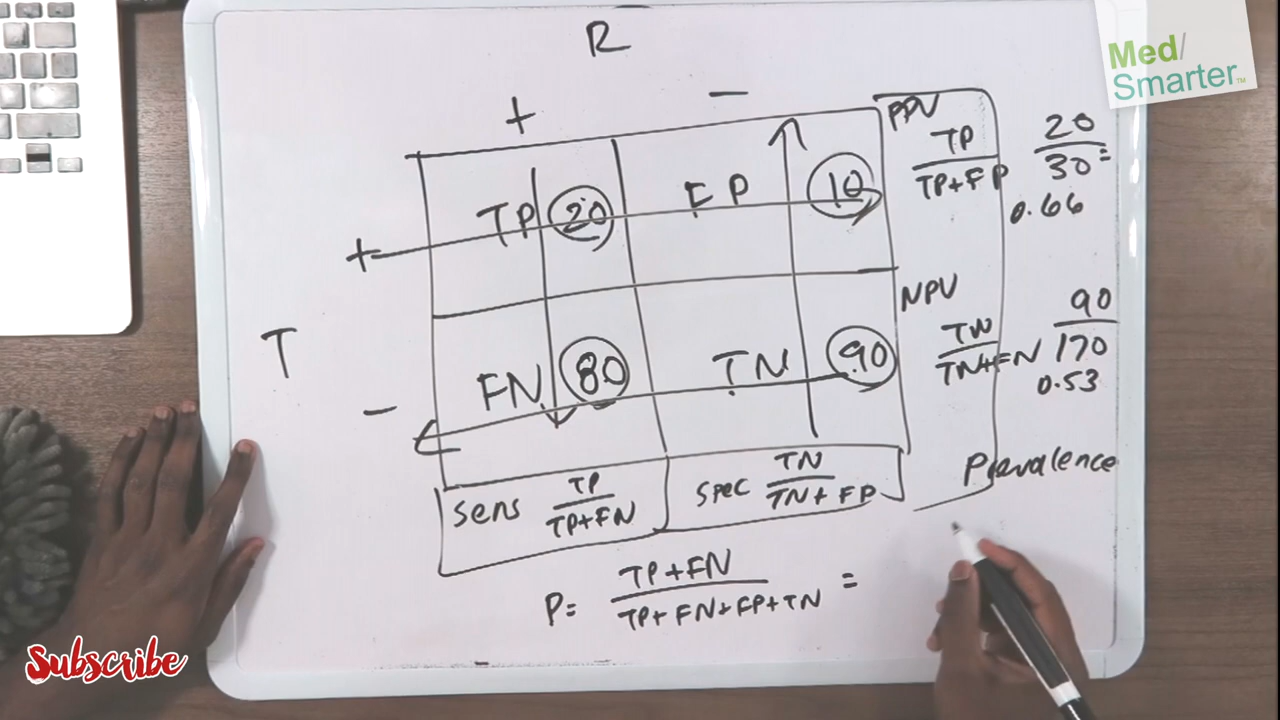 Med/
Smarter™
R
+ -
PPV
TP
TP+FP
20
30 =
0.66
+ TP 20 FP 10
T
NPV
TN
TN+FN
90
170
0.53
- FN 80 TN 90
Prevalence
sens TP
TP+FN
spec TN
TN+FP
P= TP+FN =
TP+FN+FP+TN
Subscribe